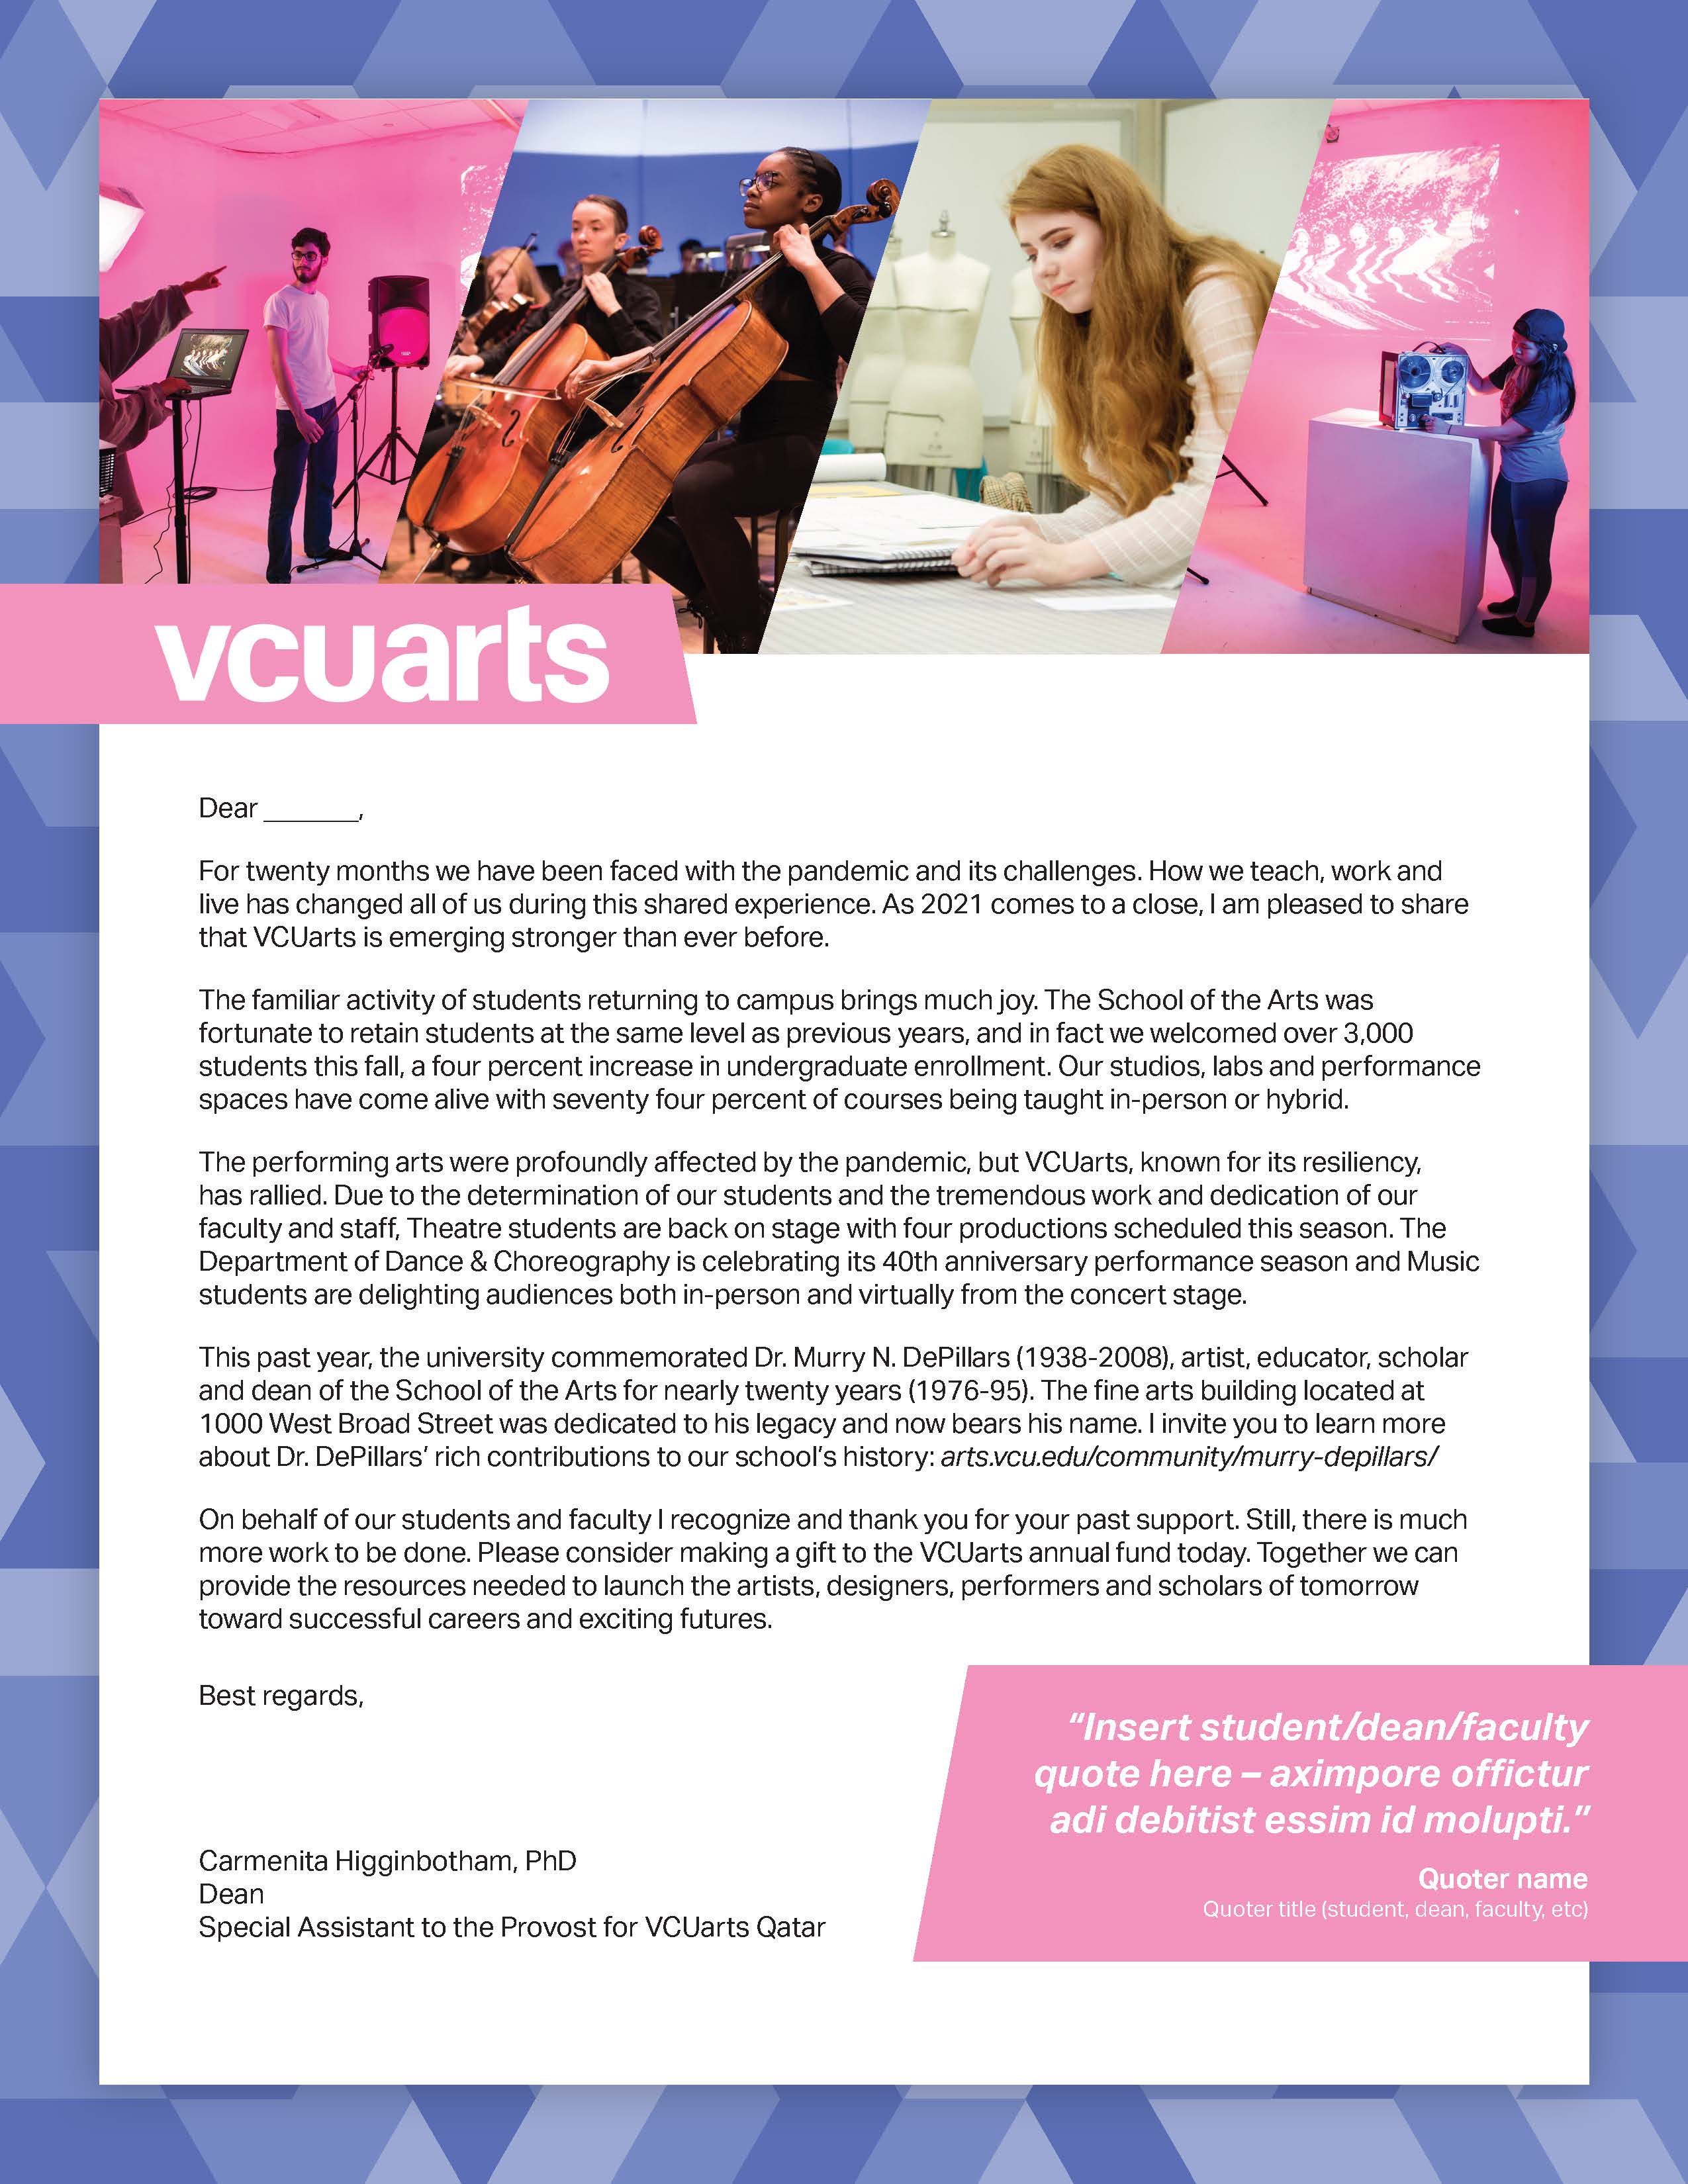 vcuarts
Dear _______,
For twenty months we have been faced with the pandemic and its challenges. How we teach, work and
live has changed all of us during this shared experience. As 2021 comes to a close, I am pleased to share
that VCUarts is emerging stronger than ever before.
The familiar activity of students returning to campus brings much joy. The School of the Arts was
fortunate to retain students at the same level as previous years, and in fact we welcomed over 3,000
students this fall, a four percent increase in undergraduate enrollment. Our studios, labs and performance
spaces have come alive with seventy four percent of courses being taught in-person or hybrid.
The performing arts were profoundly affected by the pandemic, but VCUarts, known for its resiliency,
has rallied. Due to the determination of our students and the tremendous work and dedication of our
faculty and staff, Theatre students are back on stage with four productions scheduled this season. The
Department of Dance & Choreography is celebrating its 40th anniversary performance season and Music
students are delighting audiences both in-person and virtually from the concert stage.
This past year, the university commemorated Dr. Murry N. DePillars (1938-2008), artist, educator, scholar
and dean of the School of the Arts for nearly twenty years (1976-95). The fine arts building located at
1000 West Broad Street was dedicated to his legacy and now bears his name. I invite you to learn more
about Dr. DePillars’ rich contributions to our school’s history: arts.vcu.edu/community/murry-depillars/
On behalf of our students and faculty I recognize and thank you for your past support. Still, there is much
more work to be done. Please consider making a gift to the VCUarts annual fund today. Together we can
provide the resources needed to launch the artists, designers, performers and scholars of tomorrow
toward successful careers and exciting futures.
Best regards,
Carmenita Higginbotham, PhD
Dean
Special Assistant to the Provost for VCUarts Qatar
“Insert student/dean/faculty
quote here – aximpore offictur
adi debitist essim id molupti.”
Quoter name
Quoter title (student, dean, faculty, etc)